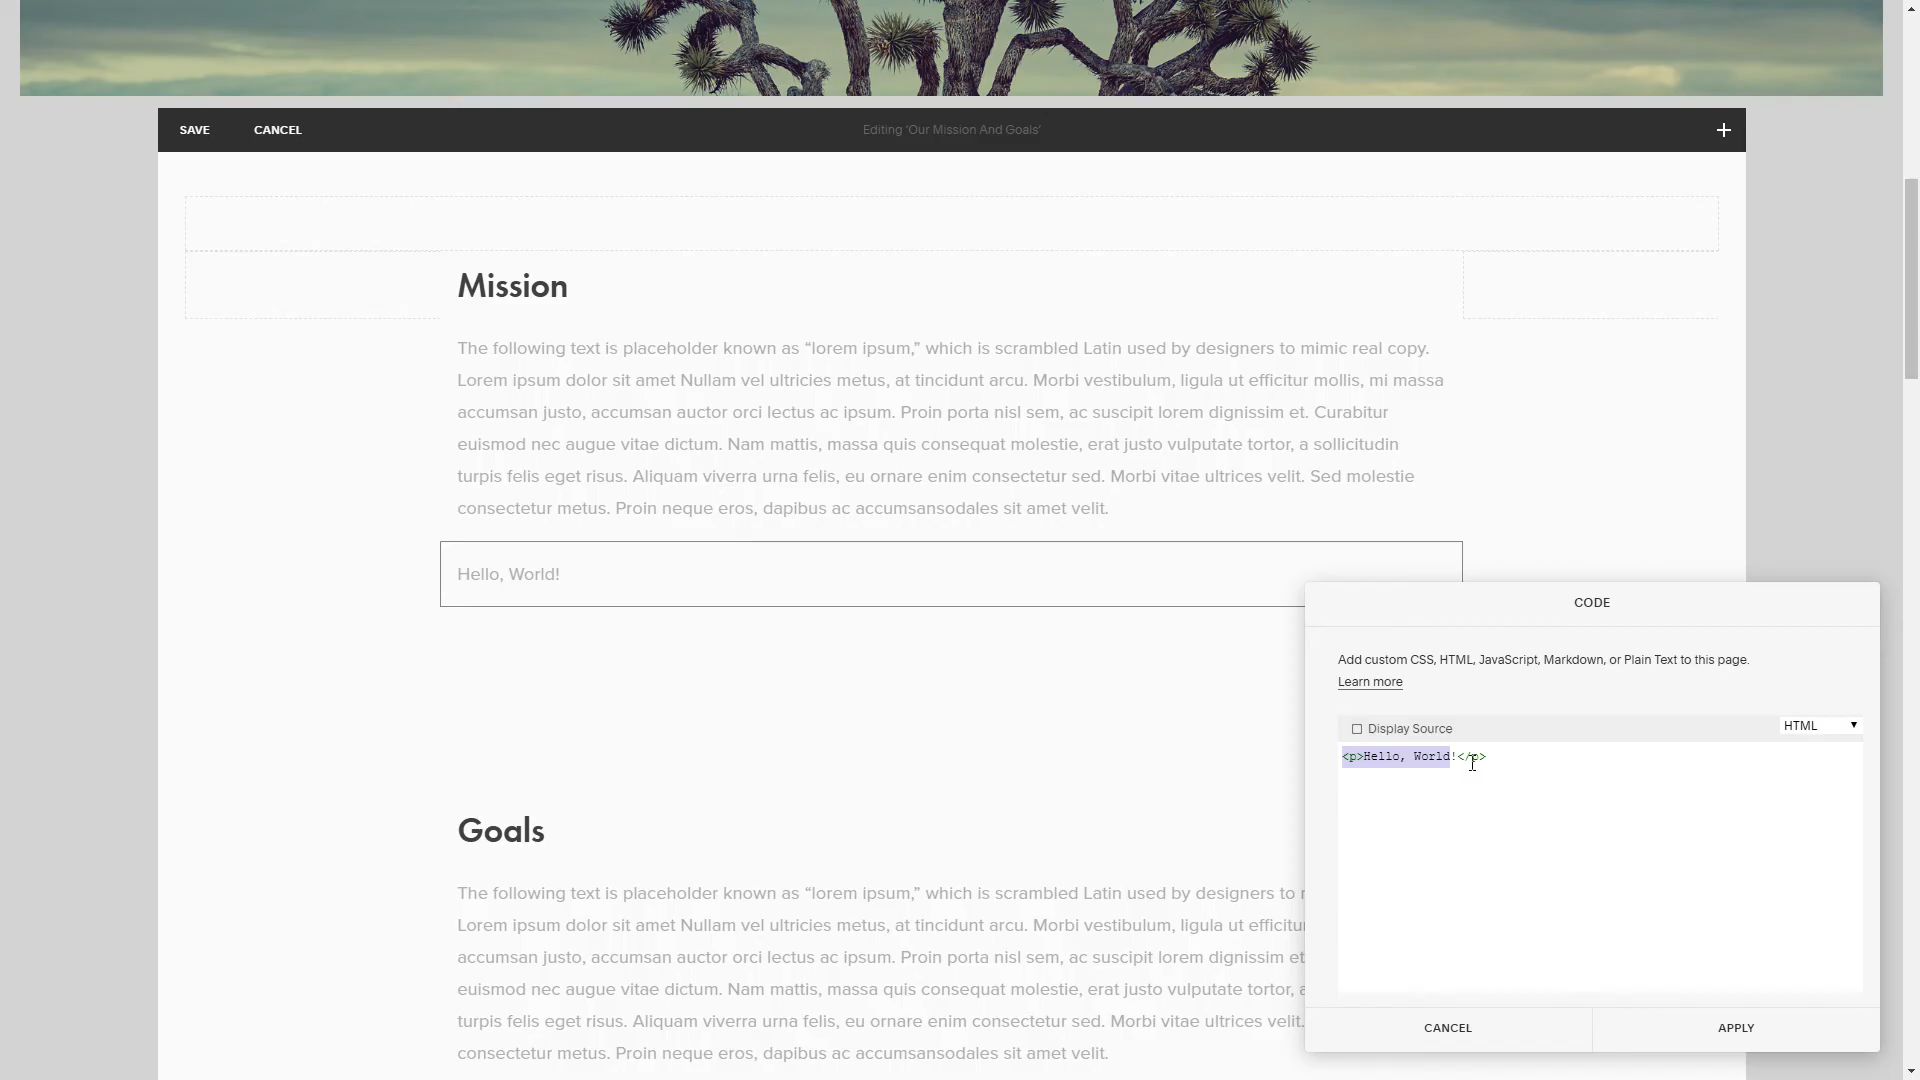 SAVE CANCEL Editing ‘Our Mission And Goals’ +
Mission
The following text is placeholder known as “lorem ipsum,” which is scrambled Latin used by designers to mimic real copy.
Lorem ipsum dolor sit amet Nullam vel ultricies metus, at tincidunt arcu. Morbi vestibulum, ligula ut efficitur mollis, mi massa
accumsan justo, accumsan auctor orci lectus ac ipsum. Proin porta nisl sem, ac suscipit lorem dignissim et. Curabitur
euismod nec augue vitae dictum. Nam mattis, massa quis consequat molestie, erat justo vulputate tortor, a sollicitudin
turpis felis eget risus. Aliquam viverra urna felis, eu ornare enim consectetur sed. Morbi vitae ultrices velit. Sed molestie
consectetur metus. Proin neque eros, dapibus ac accumsansodales sit amet velit.
Hello, World!
Goals
The following text is placeholder known as “lorem ipsum,” which is scrambled Latin used by designers to
Lorem ipsum dolor sit amet Nullam vel ultricies metus, at tincidunt arcu. Morbi vestibulum, ligula ut
accumsan justo, accumsan auctor orci lectus ac ipsum. Proin porta nisl sem, ac suscipit lorem dignissim et
euismod nec augue vitae dictum. Nam mattis, massa quis consequat molestie, erat justo vulputate tortor, a
turpis felis eget risus. Aliquam viverra urna felis, eu ornare enim consectetur sed. Morbi vitae ultrices velit.
consectetur metus. Proin neque eros, dapibus ac accumsansodales sit amet velit.
CODE
Add custom CSS, HTML, JavaScript, Markdown, or Plain Text to this page.
Learn more
Display Source HTML
<p>Hello, World!</p>
CANCEL APPLY